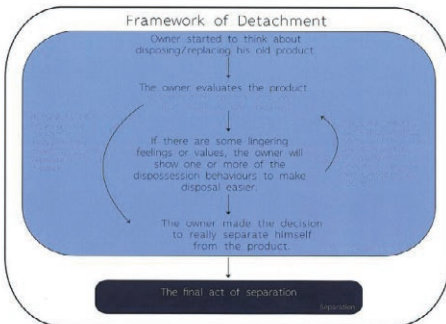 Framework of Detachment
Owner started to think about
disposing/replacing his old product.
The owner evaluates the product
If there are some lingering
feelings or values, the owner will
show one or more of the
dispossession behaviours to make
disposal easier.
The owner made the decision
to really separate himself
from the product.
The final act of separation
Separation